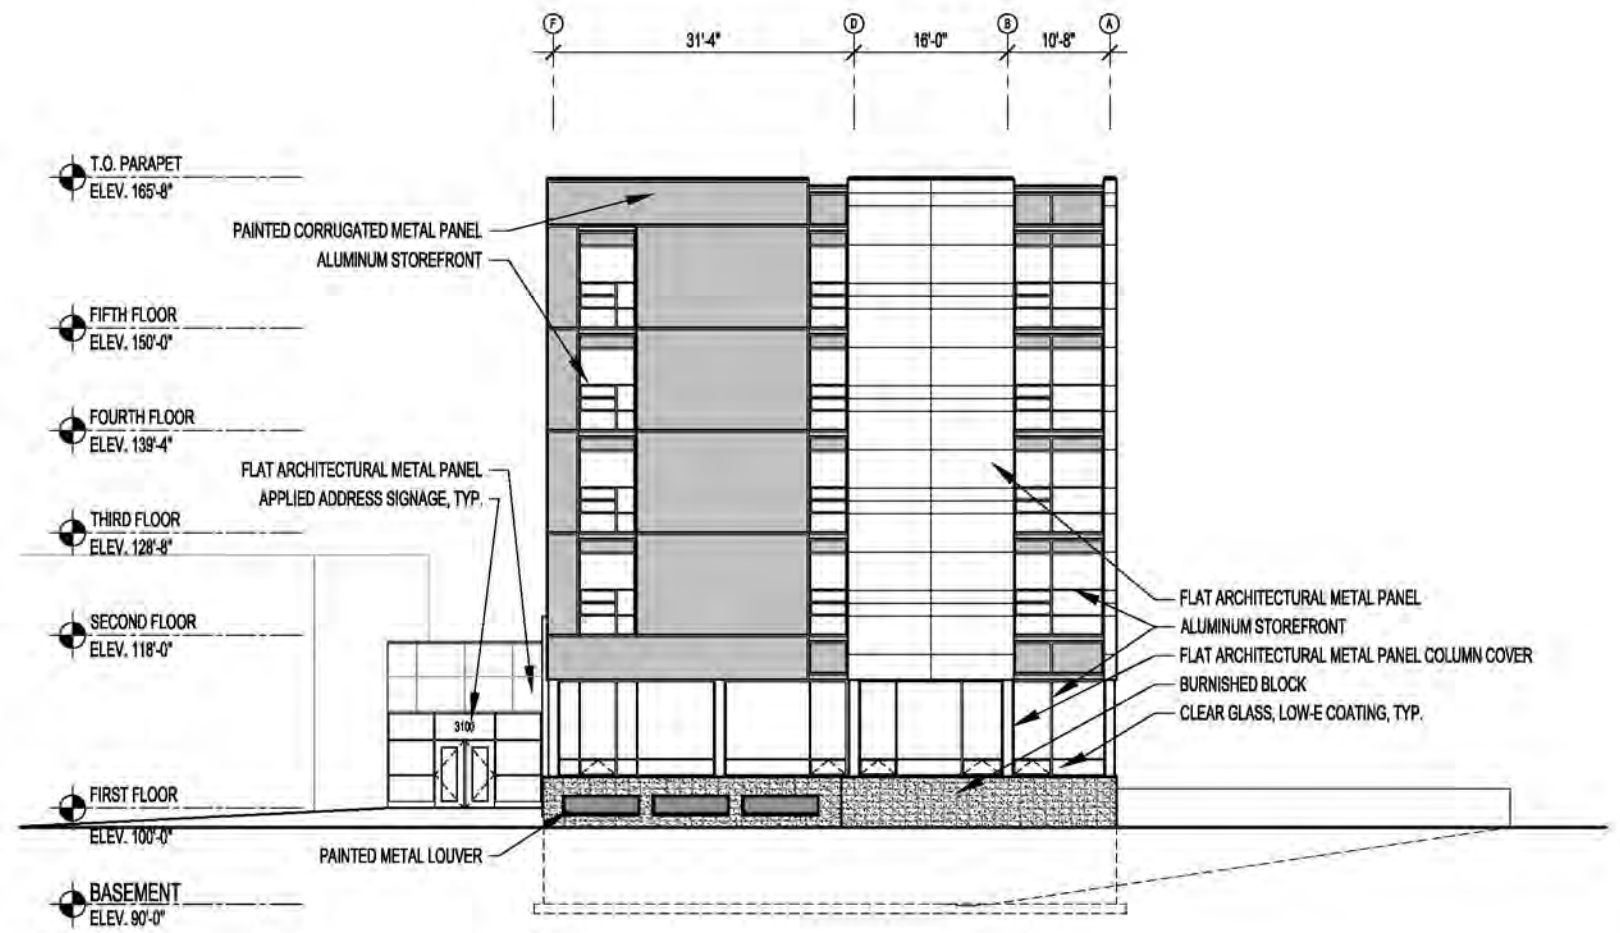 F D B A
31'-4" 16'-0" 10'-8"
T.O. PARAPET
ELEV. 165'-8"
PAINTED CORRUGATED METAL PANEL
ALUMINUM STOREFRONT
FIFTH FLOOR
ELEV. 150'-0"
FOURTH FLOOR
ELEV. 139'-4"
FLAT ARCHITECTURAL METAL PANEL
APPLIED ADDRESS SIGNAGE, TYP.
THIRD FLOOR
ELEV. 128'-8"
SECOND FLOOR
ELEV. 118'-0"
FLAT ARCHITECTURAL METAL PANEL
ALUMINUM STOREFRONT
FLAT ARCHITECTURAL METAL PANEL COLUMN COVER
BURNISHED BLOCK
CLEAR GLASS, LOW-E COATING, TYP.
3100
FIRST FLOOR
ELEV. 100'-0"
PAINTED METAL LOUVER
BASEMENT
ELEV. 90'-0"